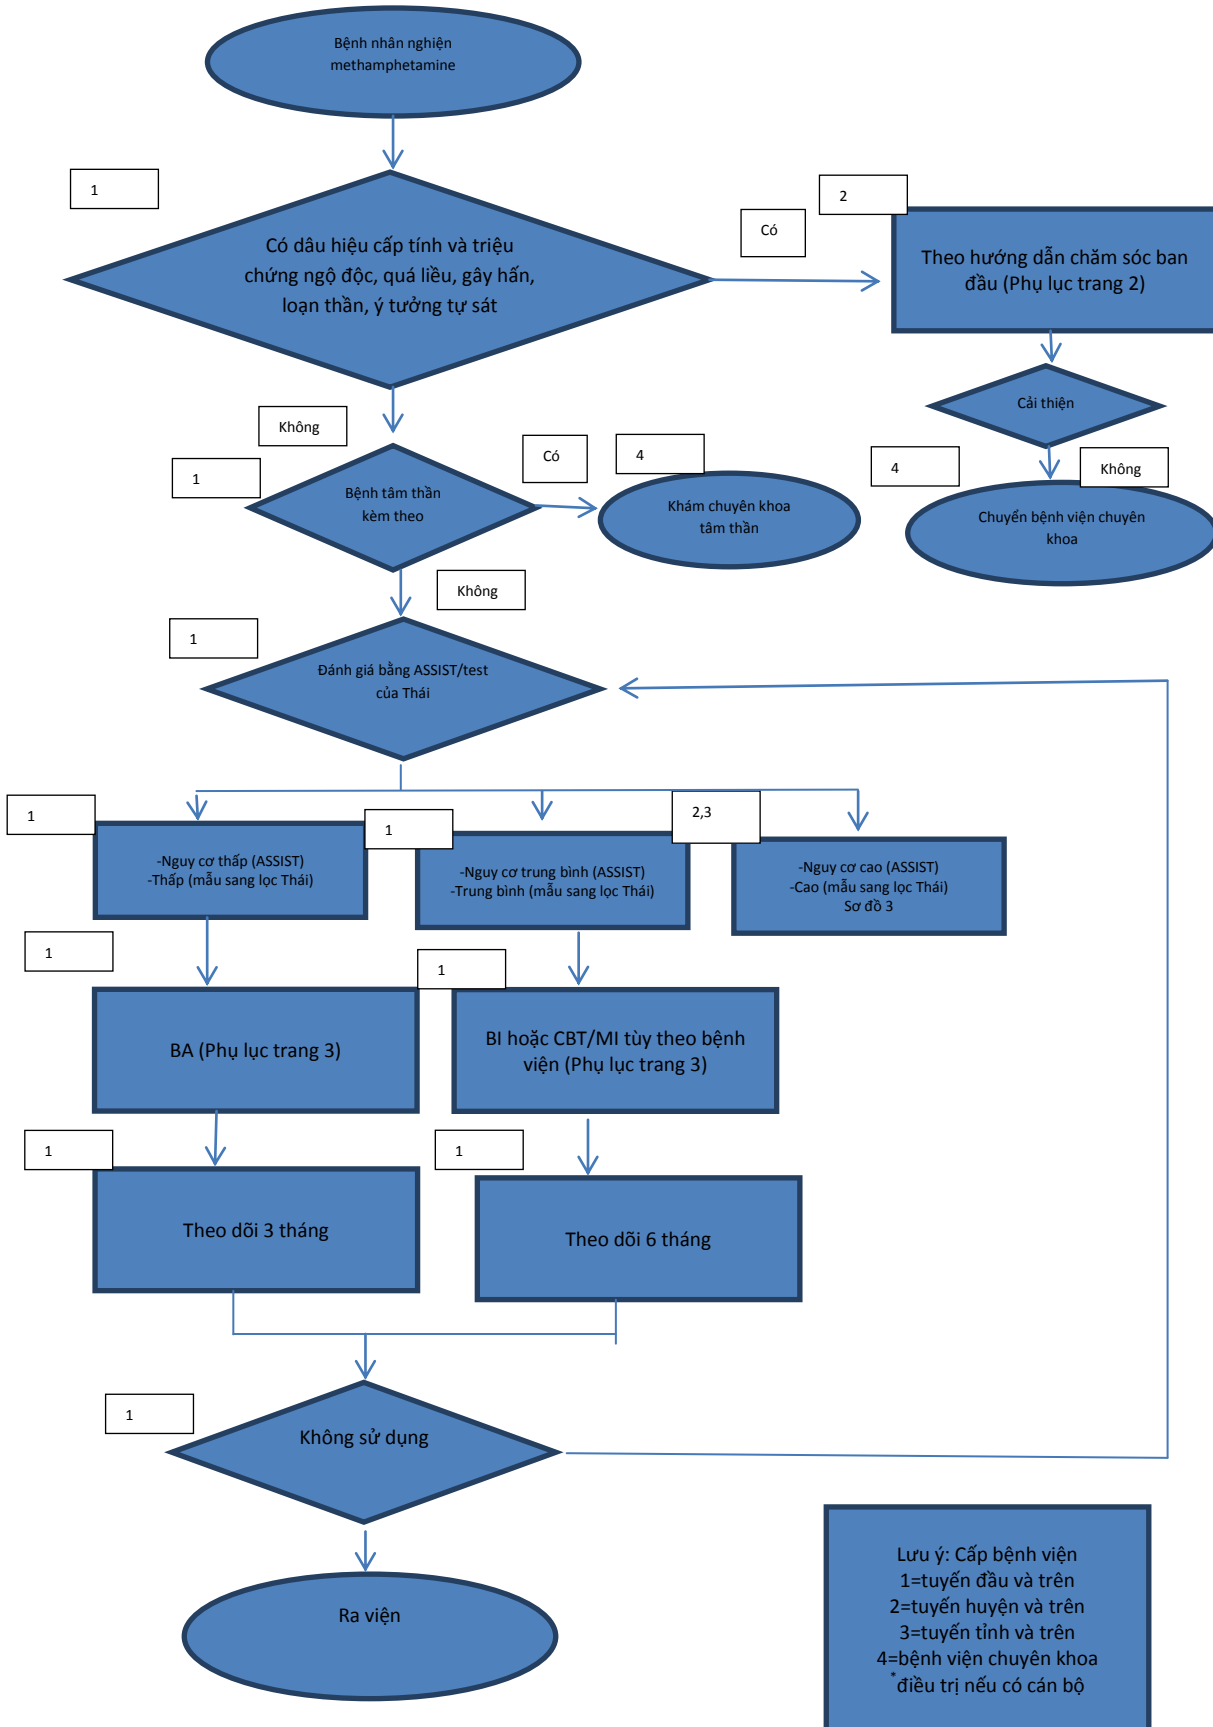 Bệnh nhân nghiện
methamphetamine
1
Có dâu hiệu cấp tính và triệu
chứng ngộ độc, quá liều, gây hấn,
loạn thần, ý tưởng tự sát
Có
2
Theo hướng dẫn chăm sóc ban
đầu (Phụ lục trang 2)
Cải thiện
Không
4
Chuyển bệnh viện chuyên
khoa
Không
1
Bệnh tâm thần
kèm theo
Có
4
Khám chuyên khoa
tâm thần
Không
1
Đánh giá bằng ASSIST/test
của Thái
1
-Nguy cơ thấp (ASSIST)
-Thấp (mẫu sang lọc Thái)
1
-Nguy cơ trung bình (ASSIST)
-Trung bình (mẫu sang lọc Thái)
2,3
-Nguy cơ cao (ASSIST)
-Cao (mẫu sang lọc Thái)
Sơ đồ 3
1
BA (Phụ lục trang 3)
1
BI hoặc CBT/MI tùy theo bệnh
viện (Phụ lục trang 3)
1
Theo dõi 3 tháng
1
Theo dõi 6 tháng
1
Không sử dụng
Ra viện
Lưu ý: Cấp bệnh viện
1=tuyến đầu và trên
2=tuyến huyện và trên
3=tuyến tỉnh và trên
4=bệnh viện chuyên khoa
*điều trị nếu có cán bộ